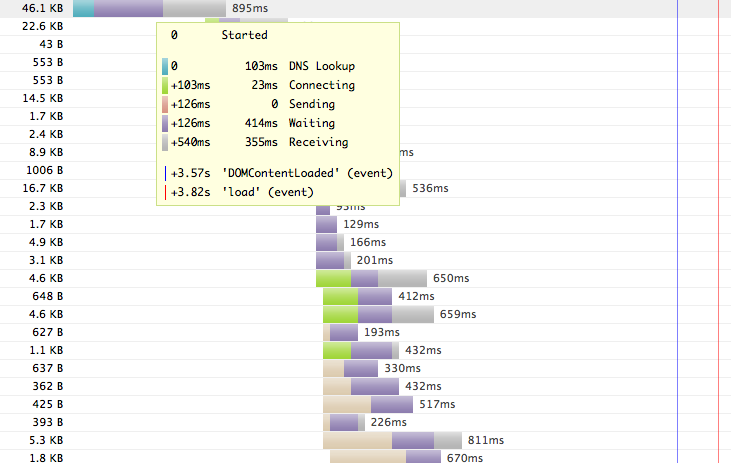 46.1 KB 895ms
22.6 KB
0 Started
43 B
553 B 0 103ms DNS Lookup
553 B +103ms 23ms Connecting
14.5 KB +126ms 0 Sending
1.7 KB +126ms 414ms Waiting
2.4 KB +540ms 355ms Receiving
8.9 KB ms
1006 B +3.57s 'DOMContentLoaded' (event)
16.7 KB +3.82s 'load' (event) 536ms
2.3 KB 93ms
1.7 KB 129ms
4.9 KB 166ms
3.1 KB 201ms
4.6 KB 650ms
648 B 412ms
4.6 KB 659ms
627 B 193ms
1.1 KB 432ms
637 B 330ms
362 B 432ms
425 B 517ms
393 B 226ms
5.3 KB 811ms
1.8 KB 670ms